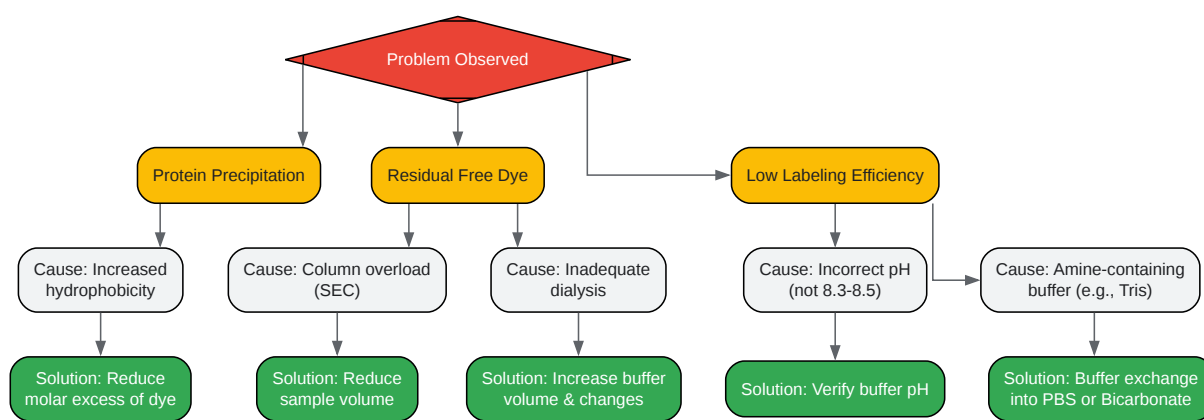 Problem Observed
Protein Precipitation
Residual Free Dye
Low Labeling Efficiency
Cause: Increased
hydrophobicity
Cause: Column overload
(SEC)
Cause: Inadequate
dialysis
Cause: Incorrect pH
(not 8.3-8.5)
Cause: Amine-containing
buffer (e.g., Tris)
Solution: Reduce
molar excess of dye
Solution: Reduce
sample volume
Solution: Increase buffer
volume & changes
Solution: Verify buffer pH
Solution: Buffer exchange
into PBS or Bicarbonate